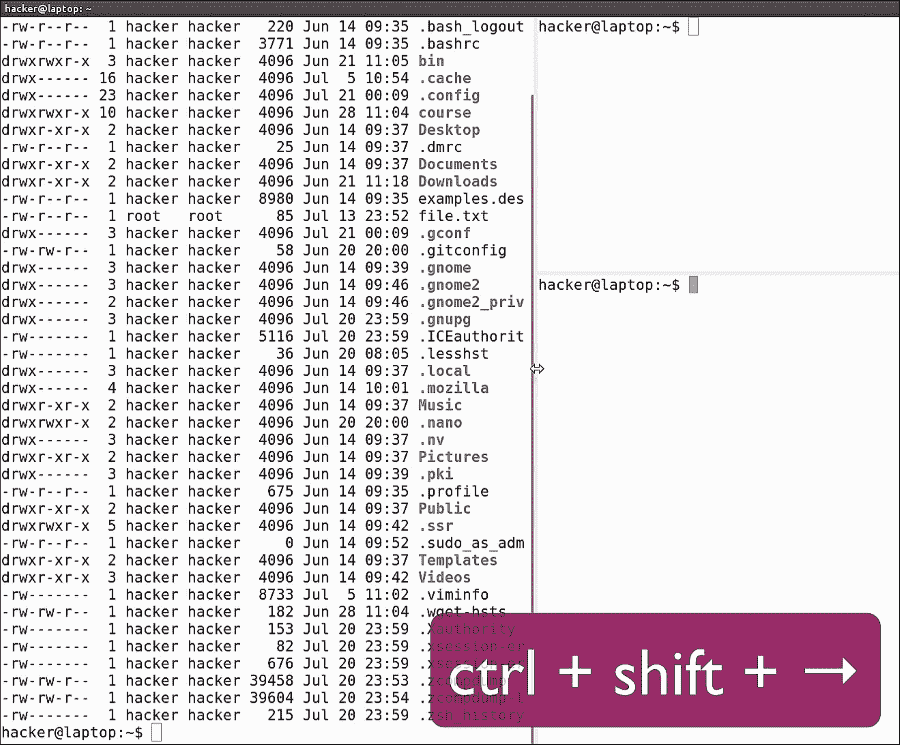 hacker@laptop: ~
-rw-r--r-- 1 hacker hacker 220 Jun 14 09:35 .bash_logout
-rw-r--r-- 1 hacker hacker 3771 Jun 14 09:35 .bashrc
drwxrwxr-x 3 hacker hacker 4096 Jun 21 11:05 bin
drwx------ 16 hacker hacker 4096 Jul 5 10:54 .cache
drwx------ 23 hacker hacker 4096 Jul 21 00:09 .config
drwxrwxr-x 10 hacker hacker 4096 Jun 28 11:04 course
drwxr-xr-x 2 hacker hacker 4096 Jun 14 09:37 Desktop
-rw-r--r-- 1 hacker hacker 25 Jun 14 09:37 .dmrc
drwxr-xr-x 2 hacker hacker 4096 Jun 14 09:37 Documents
drwxr-xr-x 2 hacker hacker 4096 Jun 21 11:18 Downloads
-rw-r--r-- 1 hacker hacker 8980 Jun 14 09:35 examples.des
-rw-r--r-- 1 root root 85 Jul 13 23:52 file.txt
drwx------ 3 hacker hacker 4096 Jul 21 00:09 .gconf
-rw-rw-r-- 1 hacker hacker 58 Jun 20 20:00 .gitconfig
drwx------ 3 hacker hacker 4096 Jun 14 09:39 .gnome
drwx------ 3 hacker hacker 4096 Jun 14 09:46 .gnome2
drwx------ 2 hacker hacker 4096 Jun 14 09:46 .gnome2_priv
drwx------ 3 hacker hacker 4096 Jul 20 23:59 .gnupg
-rw------- 1 hacker hacker 5116 Jul 20 23:59 .ICEauthorit
-rw------- 1 hacker hacker 36 Jun 20 08:05 .lesshst
drwx------ 3 hacker hacker 4096 Jun 14 09:37 .local
drwx------ 4 hacker hacker 4096 Jun 14 10:01 .mozilla
drwxr-xr-x 2 hacker hacker 4096 Jun 14 09:37 Music
drwxrwxr-x 2 hacker hacker 4096 Jun 20 20:00 .nano
drwx------ 3 hacker hacker 4096 Jun 14 09:37 .nv
drwxr-xr-x 2 hacker hacker 4096 Jun 14 09:37 Pictures
drwx------ 3 hacker hacker 4096 Jun 14 09:39 .pki
-rw-r--r-- 1 hacker hacker 675 Jun 14 09:35 .profile
drwxr-xr-x 2 hacker hacker 4096 Jun 14 09:37 Public
drwxrwxr-x 5 hacker hacker 4096 Jun 14 09:42 .ssr
-rw-r--r-- 1 hacker hacker 0 Jun 14 09:52 .sudo_as_adm
drwxr-xr-x 2 hacker hacker 4096 Jun 14 09:37 Templates
drwxr-xr-x 3 hacker hacker 4096 Jun 14 09:42 Videos
-rw------- 1 hacker hacker 8733 Jul 5 11:02 .viminfo
-rw-rw-r-- 1 hacker hacker 182 Jun 28 11:04 .wget-hsts
-rw------- 1 hacker hacker 153 Jul 20 23:59 .Xauthority
-rw------- 1 hacker hacker 82 Jul 20 23:59
-rw------- 1 hacker hacker 676 Jul 20 23:59
-rw-rw-r-- 1 hacker hacker 39458 Jul 20 23:53
-rw-rw-r-- 1 hacker hacker 39604 Jul 20 23:54
-rw------- 1 hacker hacker 215 Jul 20 23:59 .zsh_history
hacker@laptop:~$
hacker@laptop:~$
hacker@laptop:~$
ctrl + shift + →